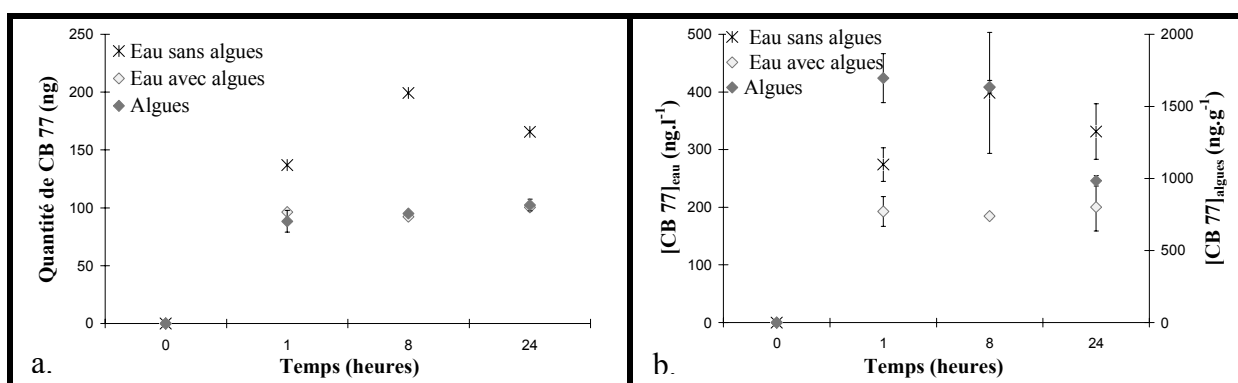 250
200
150
100
50
0
Quantité de CB 77 (ng)
Eau sans algues
Eau avec algues
Algues
0 1 8 24
Temps (heures)
a.
500
400
300
200
100
0
[CB 77]eau (ng.l-1)
Eau sans algues
Eau avec algues
Algues
2000
1500
1000
500
0
[CB 77]algues (ng.g-1)
0 1 8 24
Temps (heures)
b.